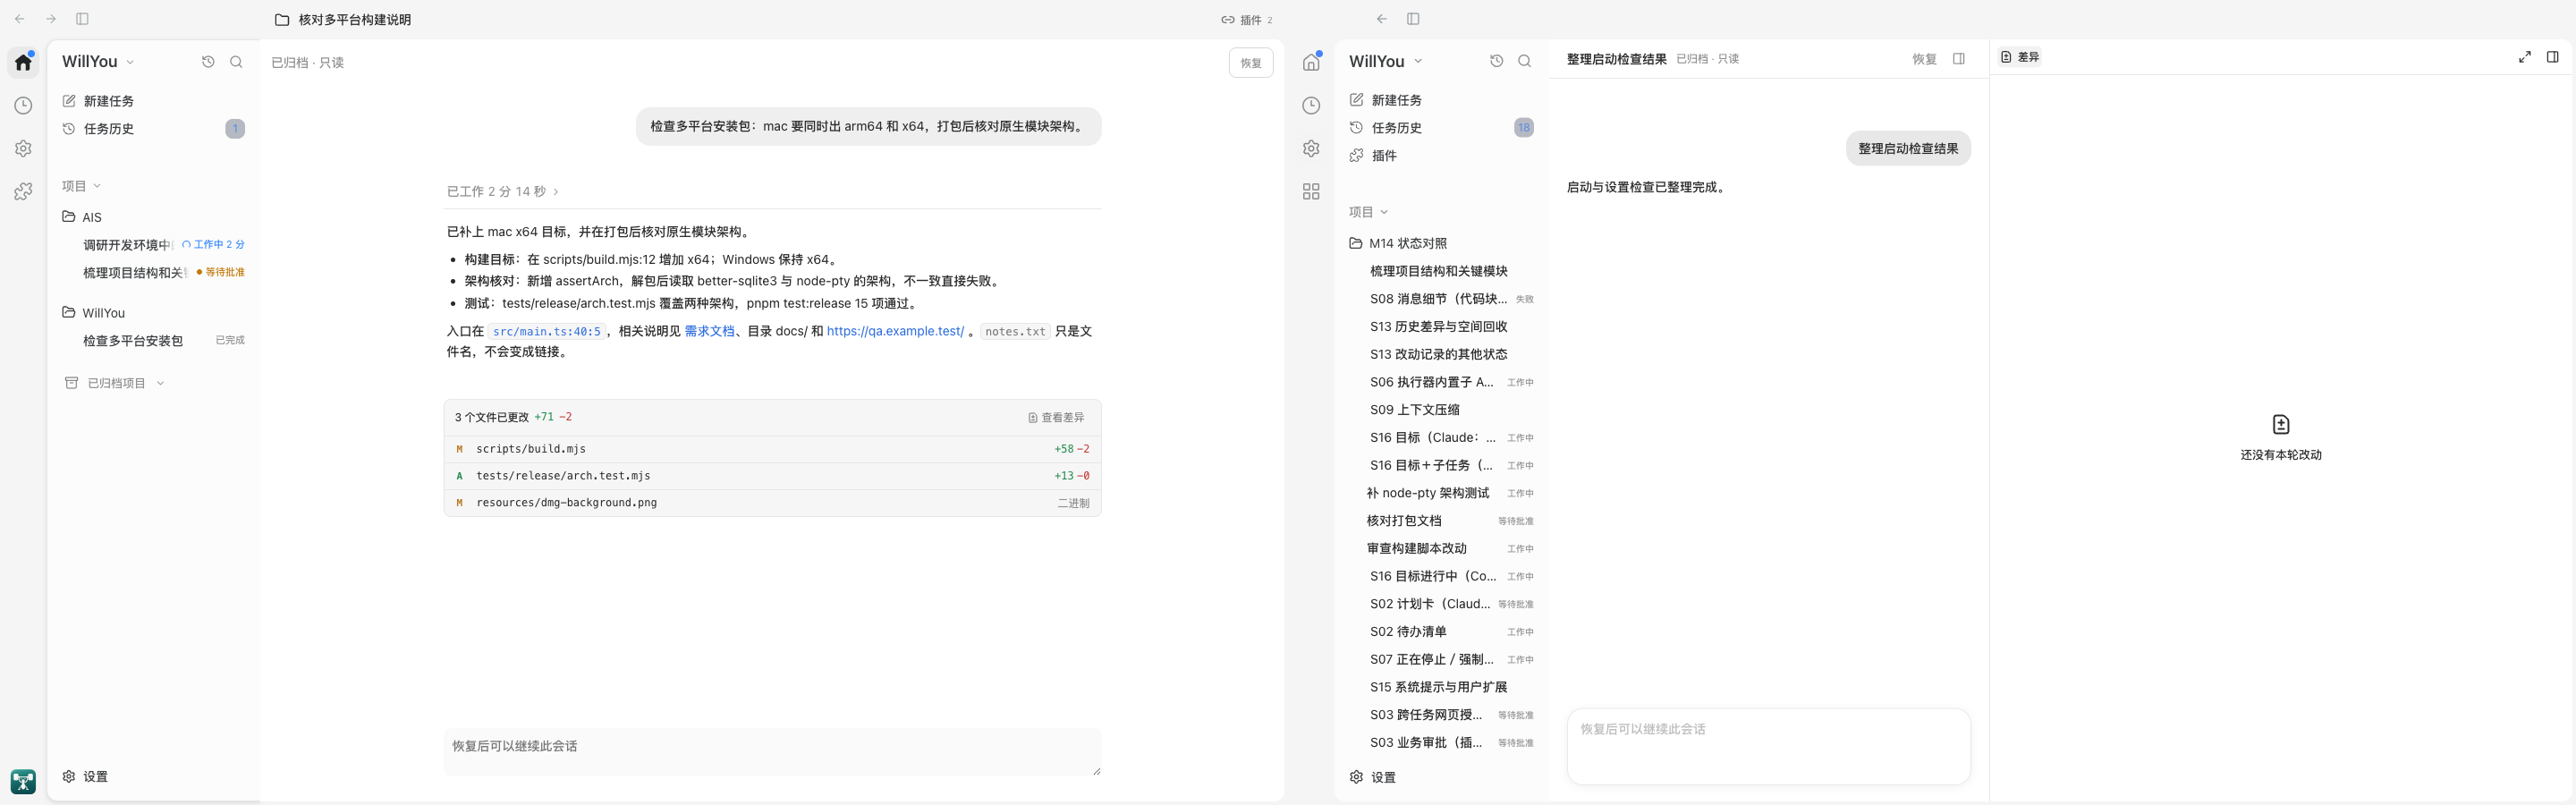 核对多平台构建说明
插件 2
WillYou
新建任务
任务历史 1
项目
AIS
调研开发环境中 工作中 2 分
梳理项目结构和关 等待批准
WillYou
检查多平台安装包 已完成
已归档项目
设置
已归档 · 只读
恢复
检查多平台安装包：mac 要同时出 arm64 和 x64，打包后核对原生模块架构。
已工作 2 分 14 秒
已补上 mac x64 目标，并在打包后核对原生模块架构。
• 构建目标：在 scripts/build.mjs:12 增加 x64；Windows 保持 x64。
• 架构核对：新增 assertArch，解包后读取 better-sqlite3 与 node-pty 的架构，不一致直接失败。
• 测试：tests/release/arch.test.mjs 覆盖两种架构，pnpm test:release 15 项通过。
入口在 src/main.ts:40:5，相关说明见 需求文档、目录 docs/ 和 https://qa.example.test/ 。notes.txt 只是文
件名，不会变成链接。
3 个文件已更改 +71 −2
查看差异
M scripts/build.mjs +58 −2
A tests/release/arch.test.mjs +13 −0
M resources/dmg-background.png 二进制
恢复后可以继续此会话
WillYou
新建任务
任务历史 18
插件
项目
M14 状态对照
梳理项目结构和关键模块
S08 消息细节（代码块... 失败
S13 历史差异与空间回收
S13 改动记录的其他状态
S06 执行器内置子 A... 工作中
S09 上下文压缩
S16 目标（Claude：... 工作中
S16 目标＋子任务（... 工作中
补 node-pty 架构测试 工作中
核对打包文档 等待批准
审查构建脚本改动 工作中
S16 目标进行中（Co... 工作中
S02 计划卡（Claud... 等待批准
S02 待办清单 工作中
S07 正在停止 / 强制... 工作中
S15 系统提示与用户扩展
S03 跨任务网页授... 等待批准
S03 业务审批（插... 等待批准
设置
整理启动检查结果 已归档 · 只读
恢复
整理启动检查结果
启动与设置检查已整理完成。
恢复后可以继续此会话
差异
还没有本轮改动